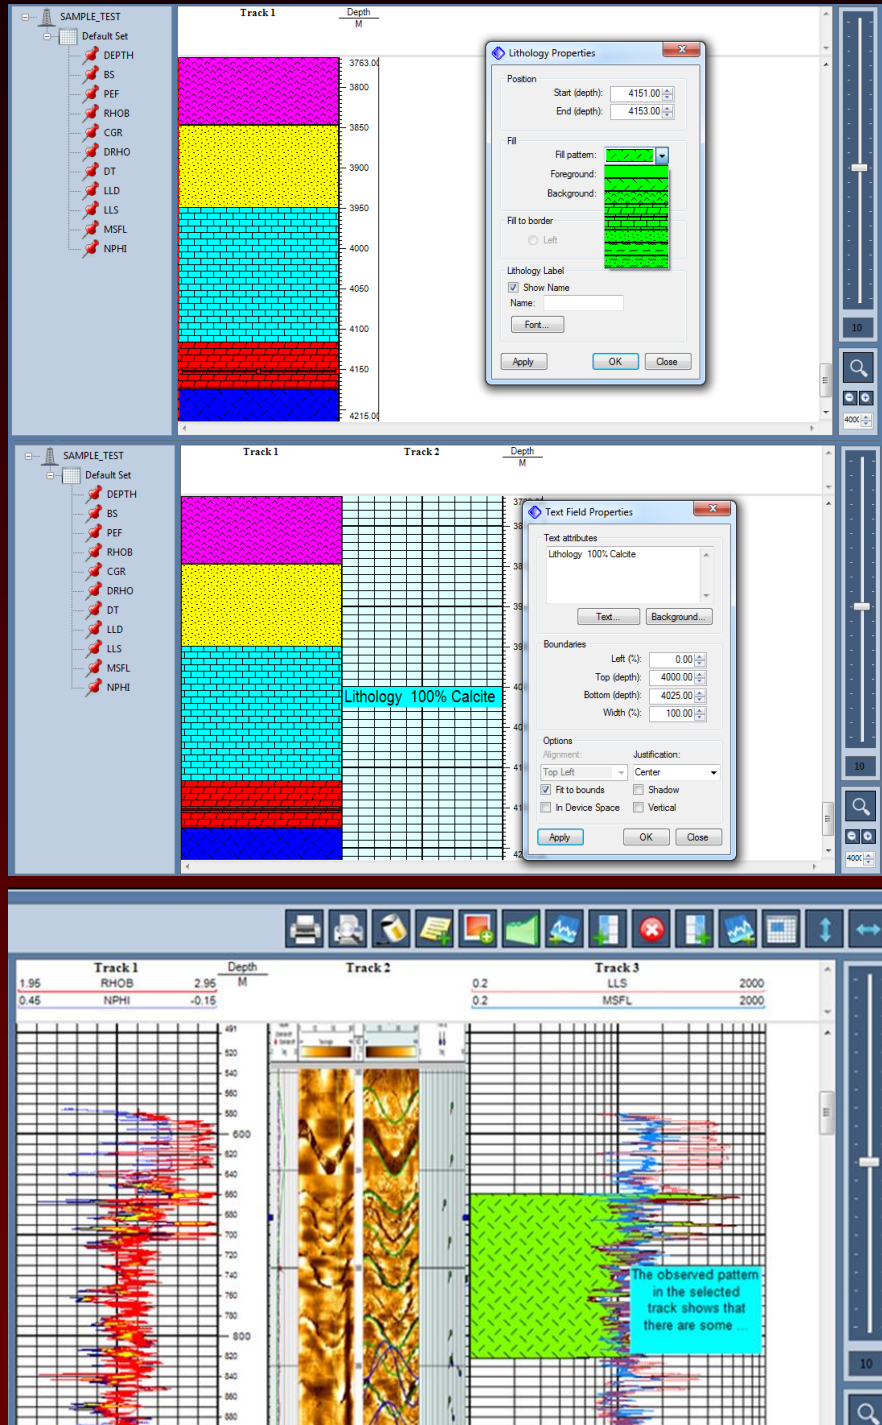 SAMPLE_TEST
Default Set
DEPTH
BS
PEF
RHOB
CGR
DRHO
DT
LLD
LLS
MSFL
NPHI
Track 1
Depth
M
3763.00
3800
3850
3900
3950
4000
4050
4100
4150
4215.00
Lithology Properties
Position
Start (depth): 4151.00
End (depth): 4153.00
Fill
Fill pattern:
Foreground:
Background:
Fill to border
Left
Lithology Label
Show Name
Name:
Font...
Apply OK Close
10
400(
SAMPLE_TEST
Default Set
DEPTH
BS
PEF
RHOB
CGR
DRHO
DT
LLD
LLS
MSFL
NPHI
Track 1 Track 2 Depth
M
Lithology 100% Calcite
Text Field Properties
Text attributes
Lithology 100% Calcite
Text... Background...
Boundaries
Left (%): 0.00
Top (depth): 4000.00
Bottom (depth): 4025.00
Width (%): 100.00
Options
Alignment: Justification:
Top Left Center
Fit to bounds Shadow
In Device Space Vertical
Apply OK Close
10
400(
Track 1 Depth Track 2 Track 3
1.95 RHOB 2.95 M 0.2 LLS 2000
0.45 NPHI -0.15 0.2 MSFL 2000
491
520
540
560
580
600
620
640
660
680
700
720
740
760
780
800
820
840
860
880
The observed pattern
in the selected
track shows that
there are some ...
10